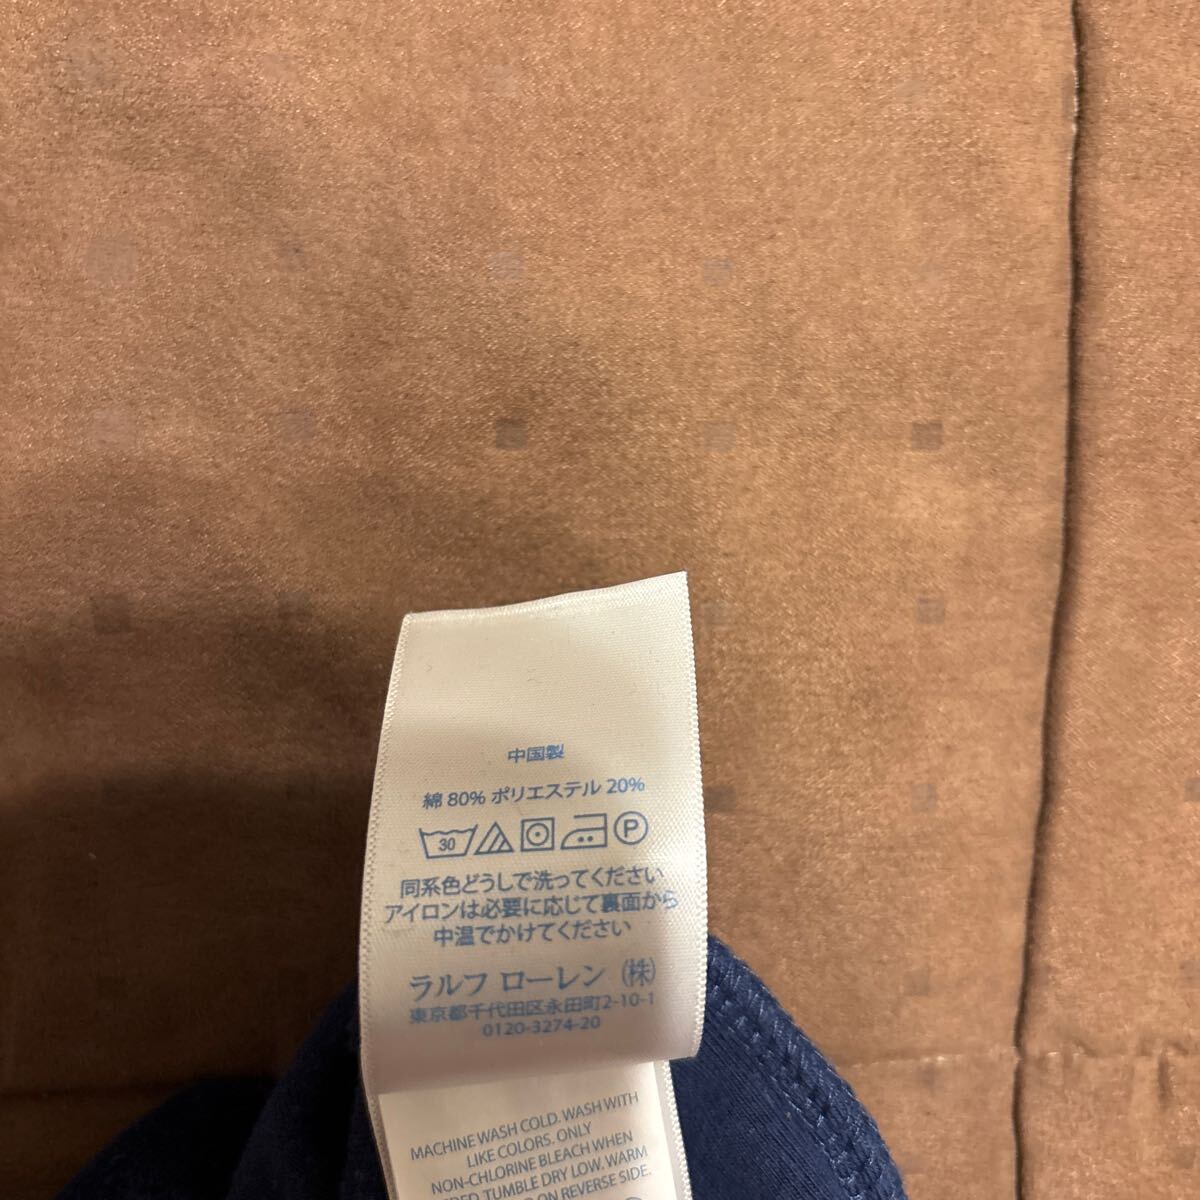 中国製
綿 80% ポリエステル 20%
30 P
同系色どうしで洗ってください
アイロンは必要に応じて裏面から
中温でかけてください
ラルフ ローレン (株)
東京都千代田区永田町2-10-1
0120-3274-20
MACHINE WASH COLD. WASH WITH
LIKE COLORS. ONLY
NON-CHLORINE BLEACH WHEN
TUMBLE DRY LOW. WARM
ON REVERSE SIDE.